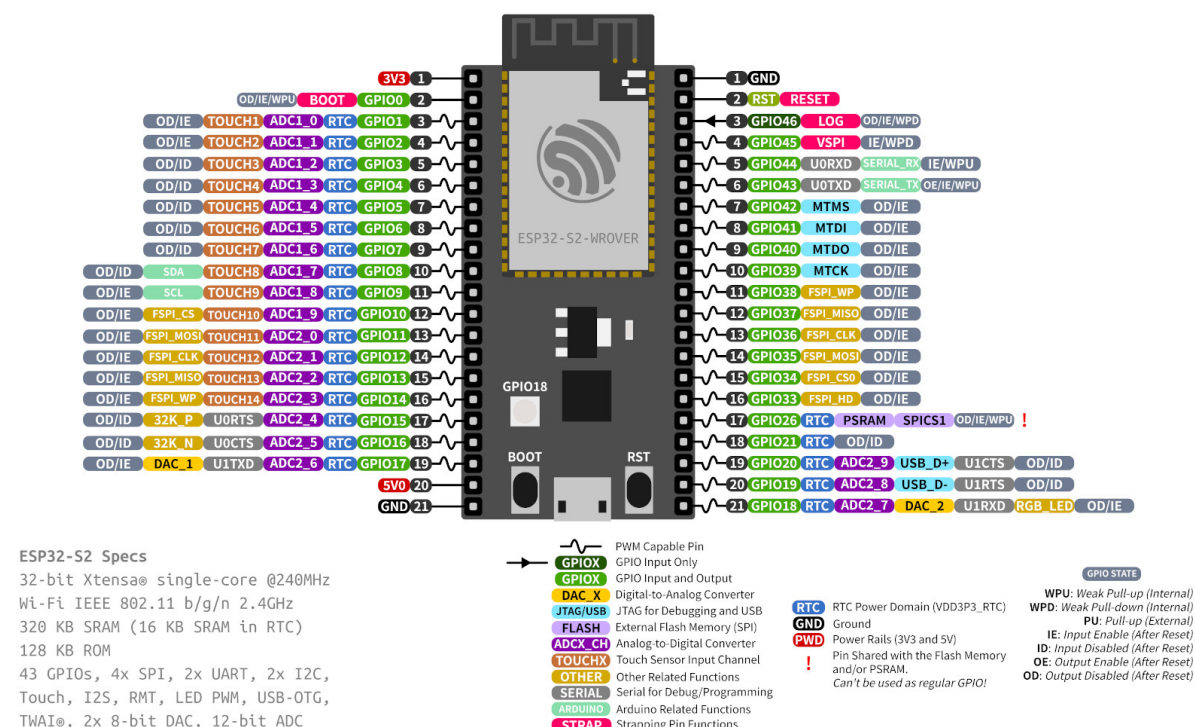 3V3 1
OD/IE/WPU BOOT GPIO0 2
OD/IE TOUCH1 ADC1_0 RTC GPIO1 3
OD/IE TOUCH2 ADC1_1 RTC GPIO2 4
OD/ID TOUCH3 ADC1_2 RTC GPIO3 5
OD/ID TOUCH4 ADC1_3 RTC GPIO4 6
OD/ID TOUCH5 ADC1_4 RTC GPIO5 7
OD/ID TOUCH6 ADC1_5 RTC GPIO6 8
OD/ID TOUCH7 ADC1_6 RTC GPIO7 9
OD/ID SDA TOUCH8 ADC1_7 RTC GPIO8 10
OD/IE SCL TOUCH9 ADC1_8 RTC GPIO9 11
OD/IE FSPI_CS TOUCH10 ADC1_9 RTC GPIO10 12
OD/IE FSPI_MOSI TOUCH11 ADC2_0 RTC GPIO11 13
OD/IE FSPI_CLK TOUCH12 ADC2_1 RTC GPIO12 14
OD/IE FSPI_MISO TOUCH13 ADC2_2 RTC GPIO13 15
OD/IE FSPI_WP TOUCH14 ADC2_3 RTC GPIO14 16
OD/ID 32K_P U0RTS ADC2_4 RTC GPIO15 17
OD/ID 32K_N U0CTS ADC2_5 RTC GPIO16 18
OD/IE DAC_1 U1TXD ADC2_6 RTC GPIO17 19
5V0 20
GND 21
ESP32-S2-WROVER
GPIO18
BOOT
RST
1 GND
2 RST RESET
3 GPIO46 LOG OD/IE/WPD
4 GPIO45 VSPI IE/WPD
5 GPIO44 U0RXD SERIAL_RX IE/WPU
6 GPIO43 U0TXD SERIAL_TX OE/IE/WPU
7 GPIO42 MTMS OD/IE
8 GPIO41 MTDI OD/IE
9 GPIO40 MTDO OD/IE
10 GPIO39 MTCK OD/IE
11 GPIO38 FSPI_WP OD/IE
12 GPIO37 FSPI_MISO OD/IE
13 GPIO36 FSPI_CLK OD/IE
14 GPIO35 FSPI_MOSI OD/IE
15 GPIO34 FSPI_CS0 OD/IE
16 GPIO33 FSPI_HD OD/IE
17 GPIO26 RTC PSRAM SPICS1 OD/IE/WPU !
18 GPIO21 RTC OD/ID
19 GPIO20 RTC ADC2_9 USB_D+ U1CTS OD/ID
20 GPIO19 RTC ADC2_8 USB_D- U1RTS OD/ID
21 GPIO18 RTC ADC2_7 DAC_2 U1RXD RGB_LED OD/IE
ESP32-S2 Specs
32-bit Xtensa® single-core @240MHz
Wi-Fi IEEE 802.11 b/g/n 2.4GHz
320 KB SRAM (16 KB SRAM in RTC)
128 KB ROM
43 GPIOs, 4x SPI, 2x UART, 2x I2C,
Touch, I2S, RMT, LED PWM, USB-OTG,
TWAI®, 2x 8-bit DAC, 12-bit ADC
PWM Capable Pin
GPIOX GPIO Input Only
GPIOX GPIO Input and Output
DAC_X Digital-to-Analog Converter
JTAG/USB JTAG for Debugging and USB
FLASH External Flash Memory (SPI)
ADCX_CH Analog-to-Digital Converter
TOUCHX Touch Sensor Input Channel
OTHER Other Related Functions
SERIAL Serial for Debug/Programming
ARDUINO Arduino Related Functions
STRAP Strapping Pin Functions
RTC RTC Power Domain (VDD3P3_RTC)
GND Ground
PWD Power Rails (3V3 and 5V)
! Pin Shared with the Flash Memory
and/or PSRAM.
Can't be used as regular GPIO!
GPIO STATE
WPU: Weak Pull-up (Internal)
WPD: Weak Pull-down (Internal)
PU: Pull-up (External)
IE: Input Enable (After Reset)
ID: Input Disabled (After Reset)
OE: Output Enable (After Reset)
OD: Output Disabled (After Reset)